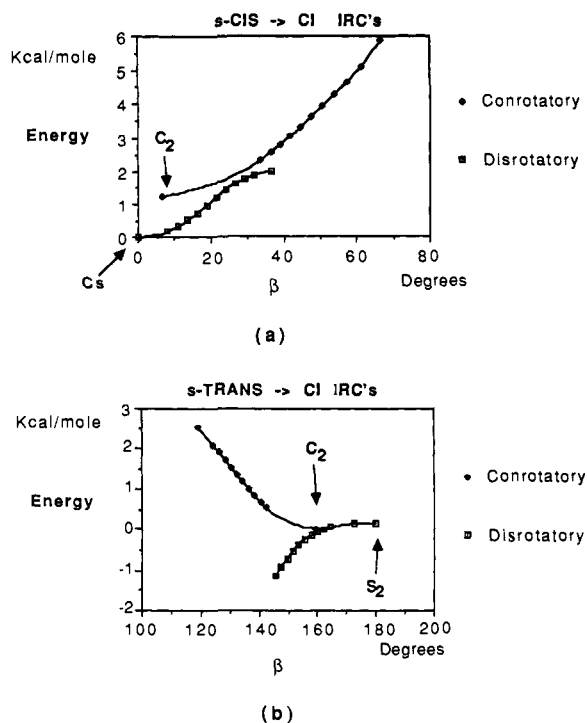 s-CIS -> CI IRC's
Kcal/mole
Energy
6
5
4
3
2
1
0
C2
Cs
Conrotatory
Disrotatory
0 20 40 60 80
β
Degrees
(a)
s-TRANS -> CI IRC's
Kcal/mole
Energy
3
2
1
0
-1
-2
C2
S2
Conrotatory
Disrotatory
100 120 140 160 180 200
β
Degrees
(b)